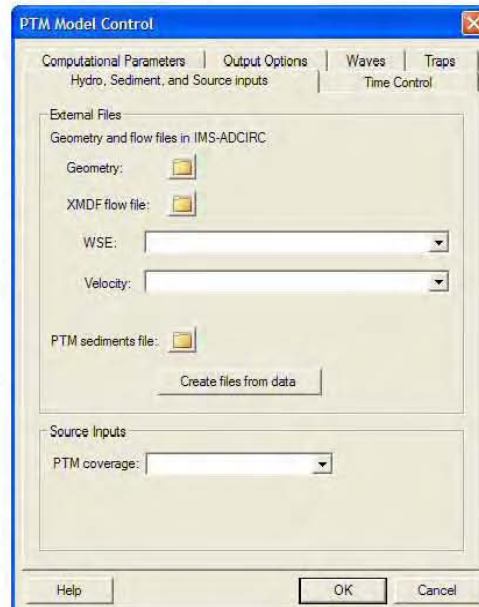 PTM Model Control
Computational Parameters Output Options Waves Traps
Hydro, Sediment, and Source inputs Time Control
External Files
Geometry and flow files in IMS-ADCIRC
Geometry:
XMDF flow file:
WSE:
Velocity:
PTM sediments file:
Create files from data
Source Inputs
PTM coverage:
Help OK Cancel